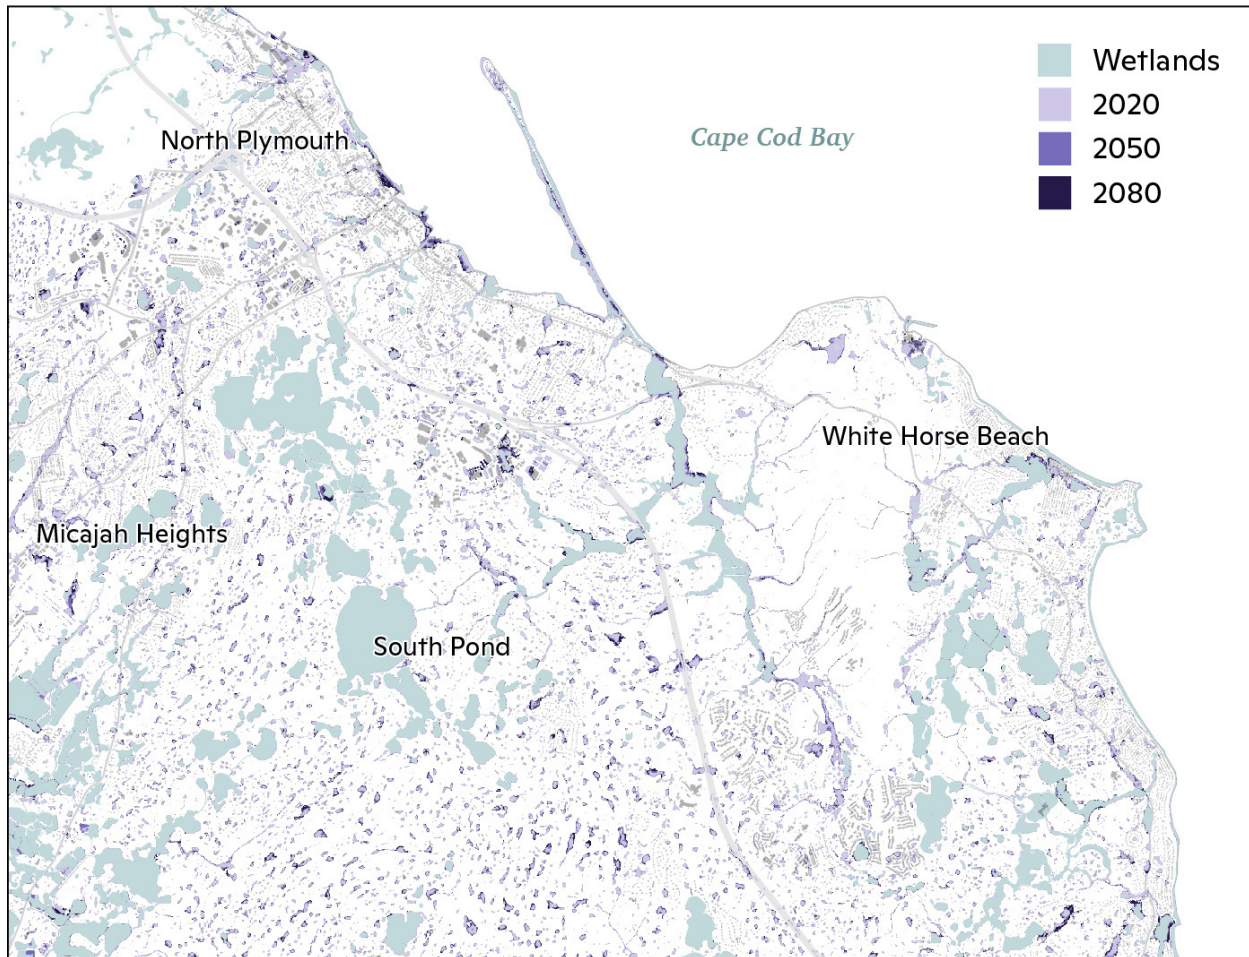 Wetlands
2020
2050
2080
Cape Cod Bay
North Plymouth
White Horse Beach
Micajah Heights
South Pond